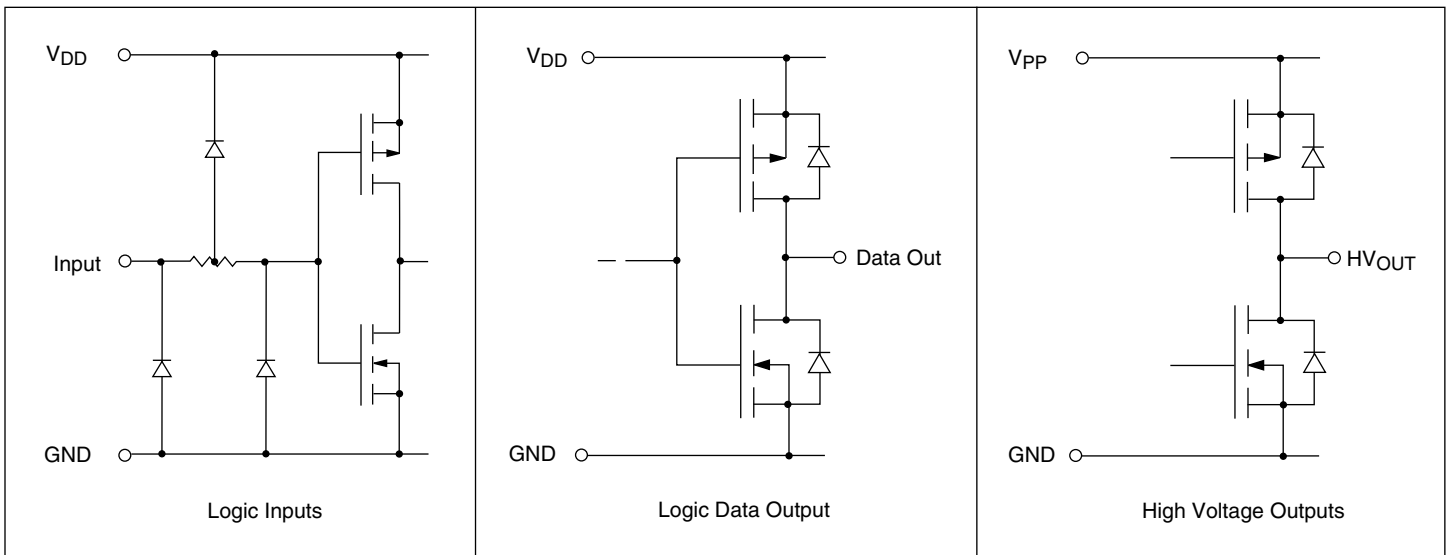 VDD
Input
GND
Logic Inputs
VDD
Data Out
GND
Logic Data Output
VPP
HVOUT
GND
High Voltage Outputs